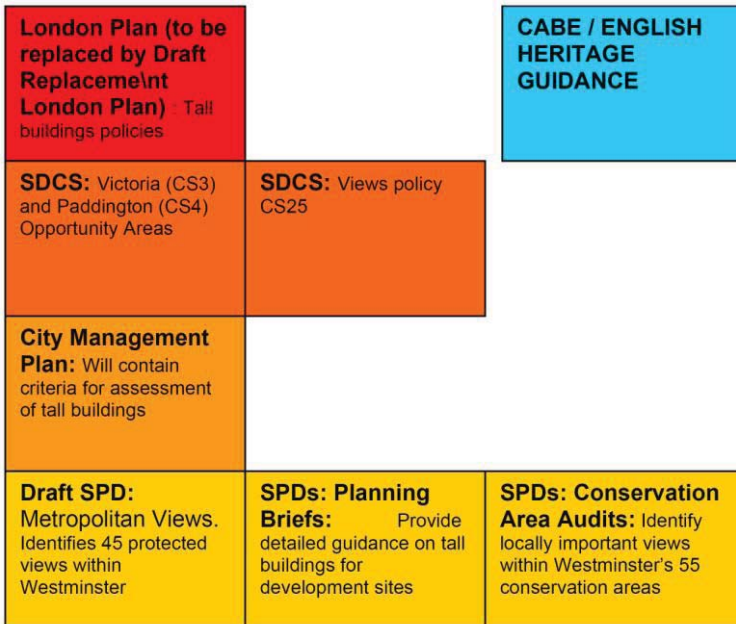 London Plan (to be
replaced by Draft
Replaceme\nt
London Plan) : Tall
buildings policies
CABE / ENGLISH
HERITAGE
GUIDANCE
SDCS: Victoria (CS3)
and Paddington (CS4)
Opportunity Areas
SDCS: Views policy
CS25
City Management
Plan: Will contain
criteria for assessment
of tall buildings
Draft SPD:
Metropolitan Views.
Identifies 45 protected
views within
Westminster
SPDs: Planning
Briefs: Provide
detailed guidance on tall
buildings for
development sites
SPDs: Conservation
Area Audits: Identify
locally important views
within Westminster's 55
conservation areas